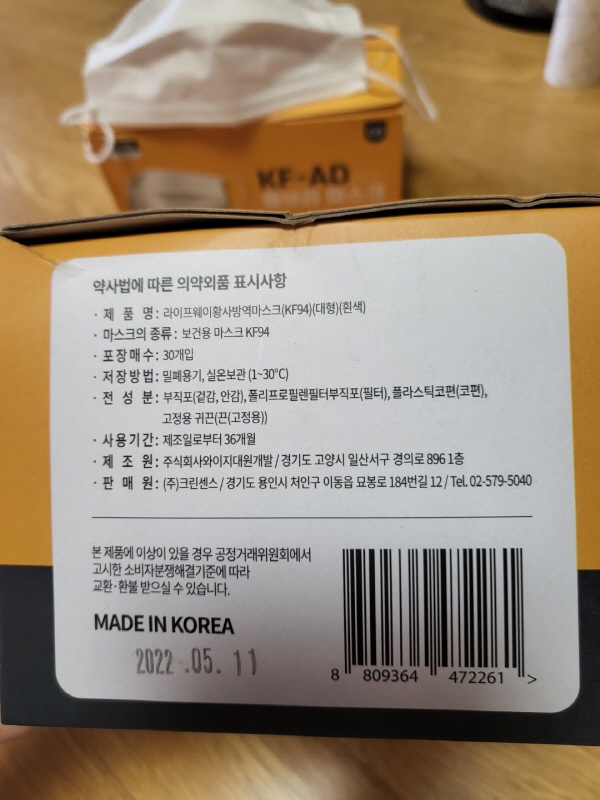 KF-AD
약사법에 따른 의약외품 표시사항
· 제 품 명 : 라이프웨이황사방역마스크(KF94)(대형)(흰색)
· 마스크의 종류 : 보건용 마스크 KF94
· 포장매수 : 30개입
· 저장방법 : 밀폐용기, 실온보관 (1~30℃)
· 전 성 분 : 부직포(겉감, 안감), 폴리프로필렌필터부직포(필터), 플라스틱코편(코편),
고정용 귀끈(끈(고정용))
· 사용기간 : 제조일로부터 36개월
· 제 조 원 : 주식회사와이지대원개발 / 경기도 고양시 일산서구 경의로 896 1층
· 판 매 원 : (주)크린센스 / 경기도 용인시 처인구 이동읍 묘봉로 184번길 12 / Tel. 02-579-5040
본 제품에 이상이 있을 경우 공정거래위원회에서
고시한 소비자분쟁해결기준에 따라
교환·환불 받으실 수 있습니다.
MADE IN KOREA
2022.05.11
8 809364 472261 >